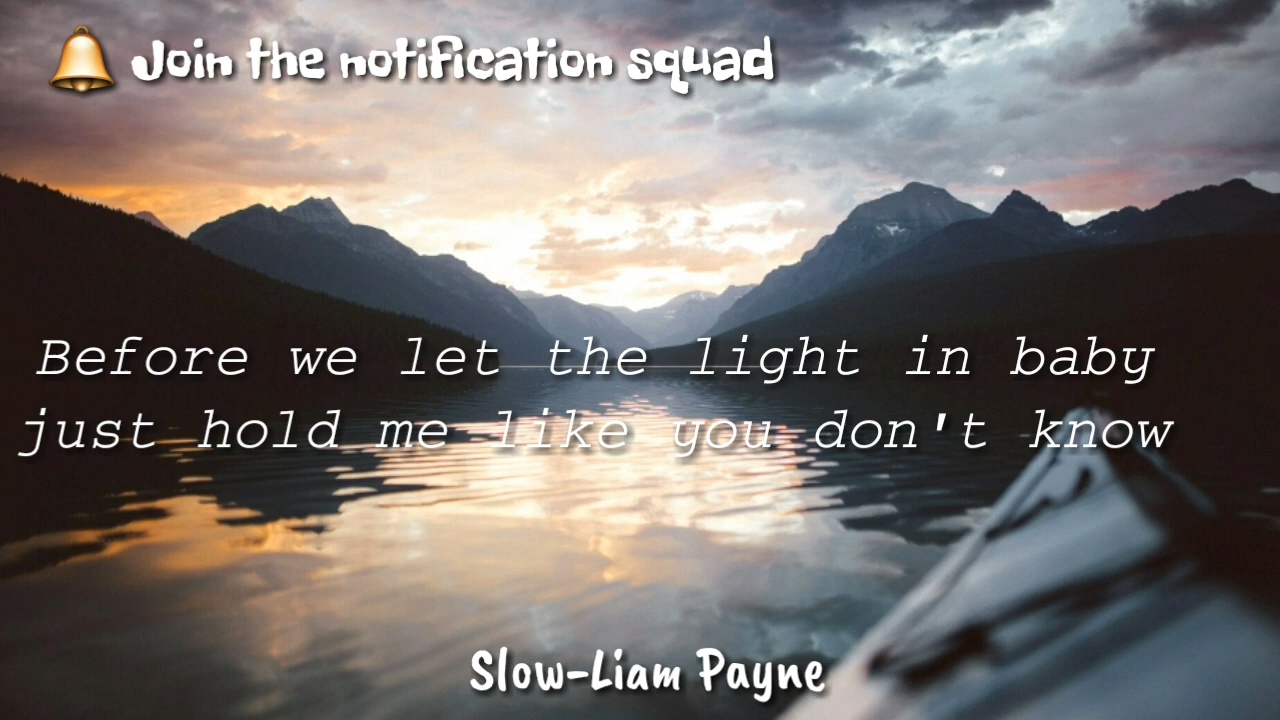 Join the notification squad
Before we let the light in baby
just hold me like you don't know
Slow-Liam Payne